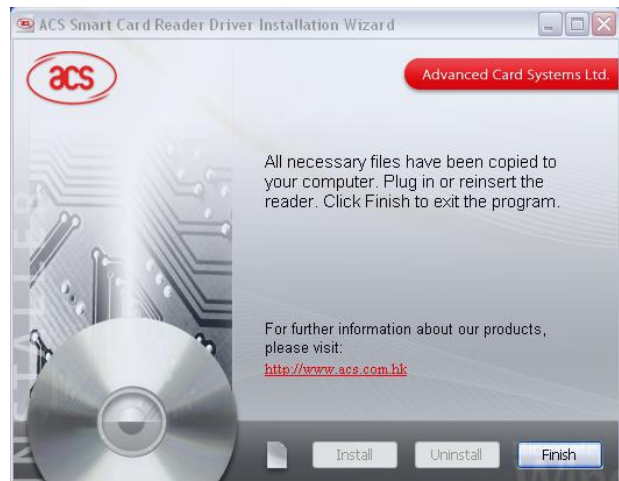 ACS Smart Card Reader Driver Installation Wizard
acs
Advanced Card Systems Ltd.
All necessary files have been copied to
your computer. Plug in or reinsert the
reader. Click Finish to exit the program.
For further information about our products,
please visit:
http://www.acs.com.hk
INSTALLER
Install
Uninstall
Finish